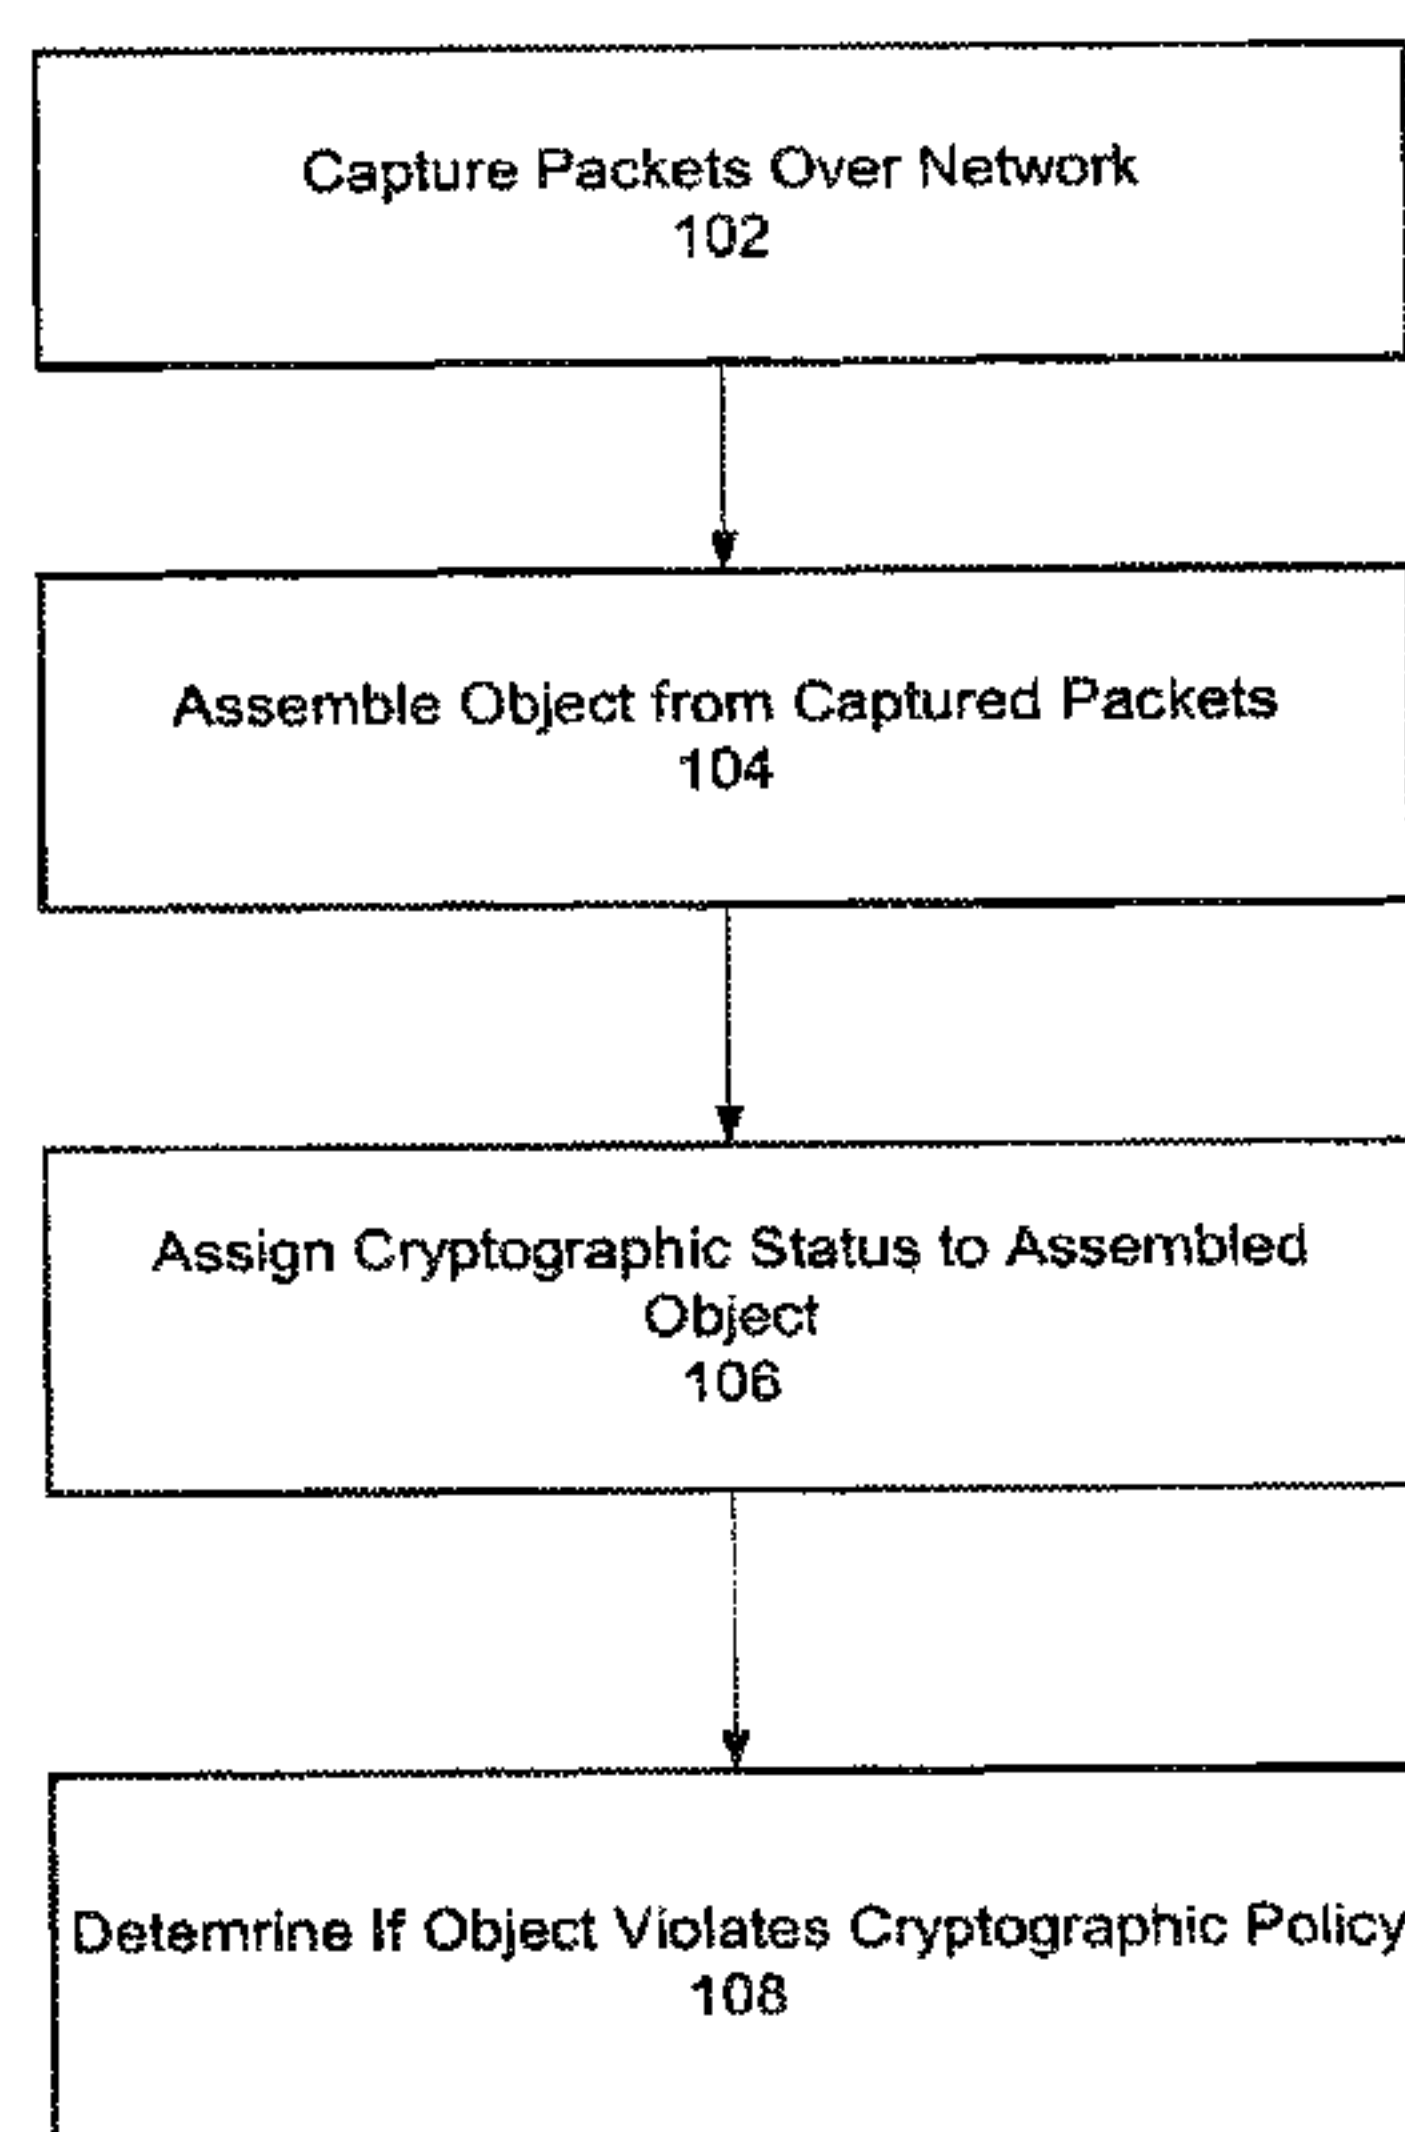 Capture Packets Over Network
102
Assemble Object from Captured Packets
104
Assign Cryptographic Status to Assembled
Object
106
Detemrine If Object Violates Cryptographic Policy
108